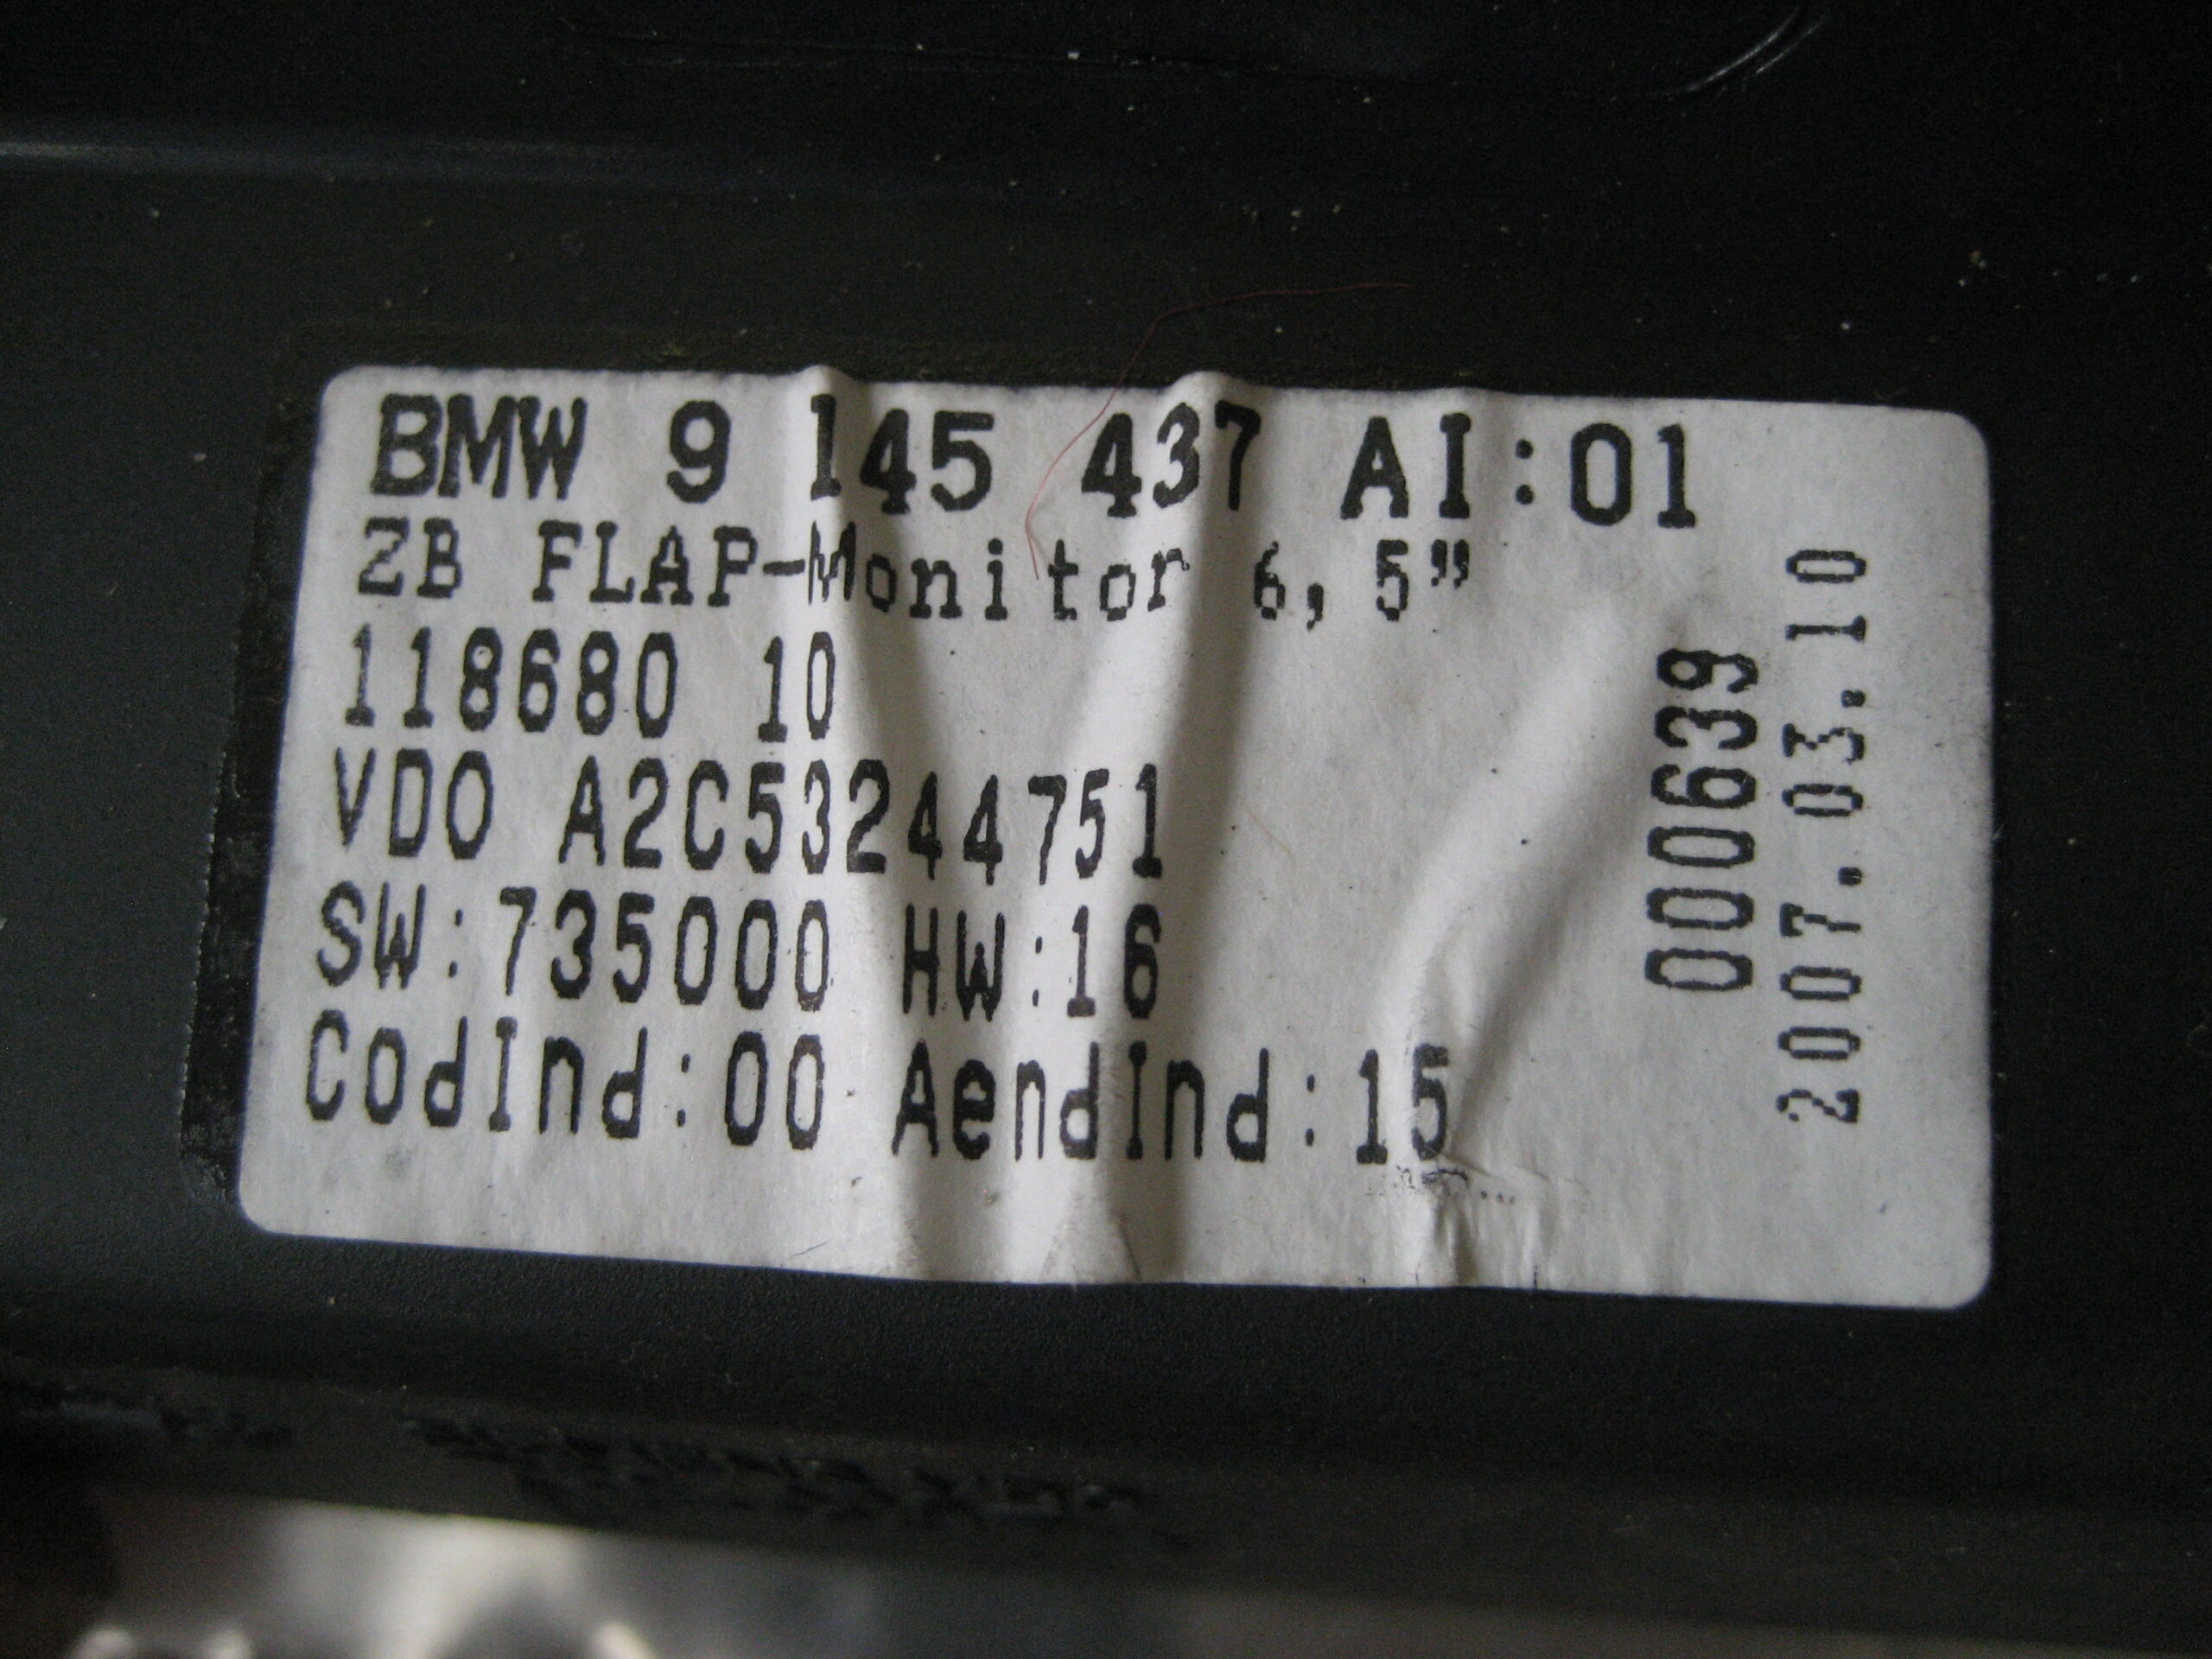 BMW 9 145 437 AI:01
ZB FLAP-Monitor 6,5”
118680 10
VDO A2C53244751
SW:735000 HW:16
CodInd:00 AendInd:15
000639
2007.03.10